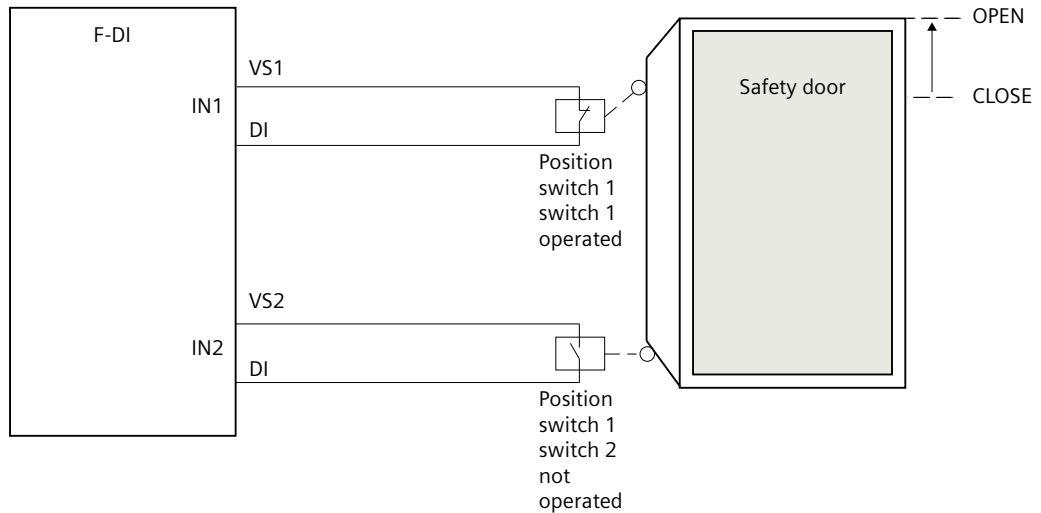 F-DI
VS1
IN1
DI
Position
switch 1
switch 1
operated
VS2
IN2
DI
Position
switch 1
switch 2
not
operated
Safety door
OPEN
CLOSE